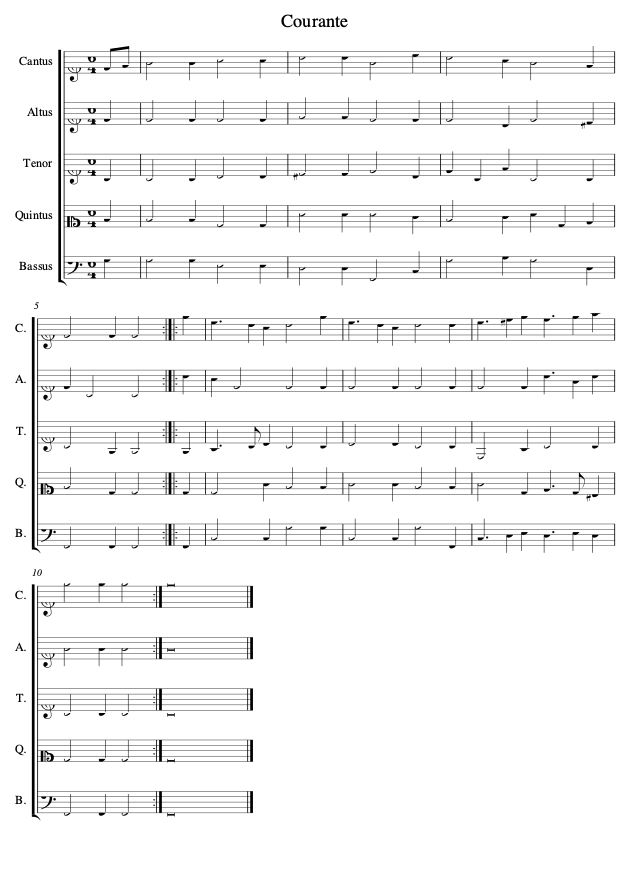 Courante
Cantus
Altus
Tenor
Quintus
Bassus
5
C.
A.
T.
Q.
B.
10
C.
A.
T.
Q.
B.